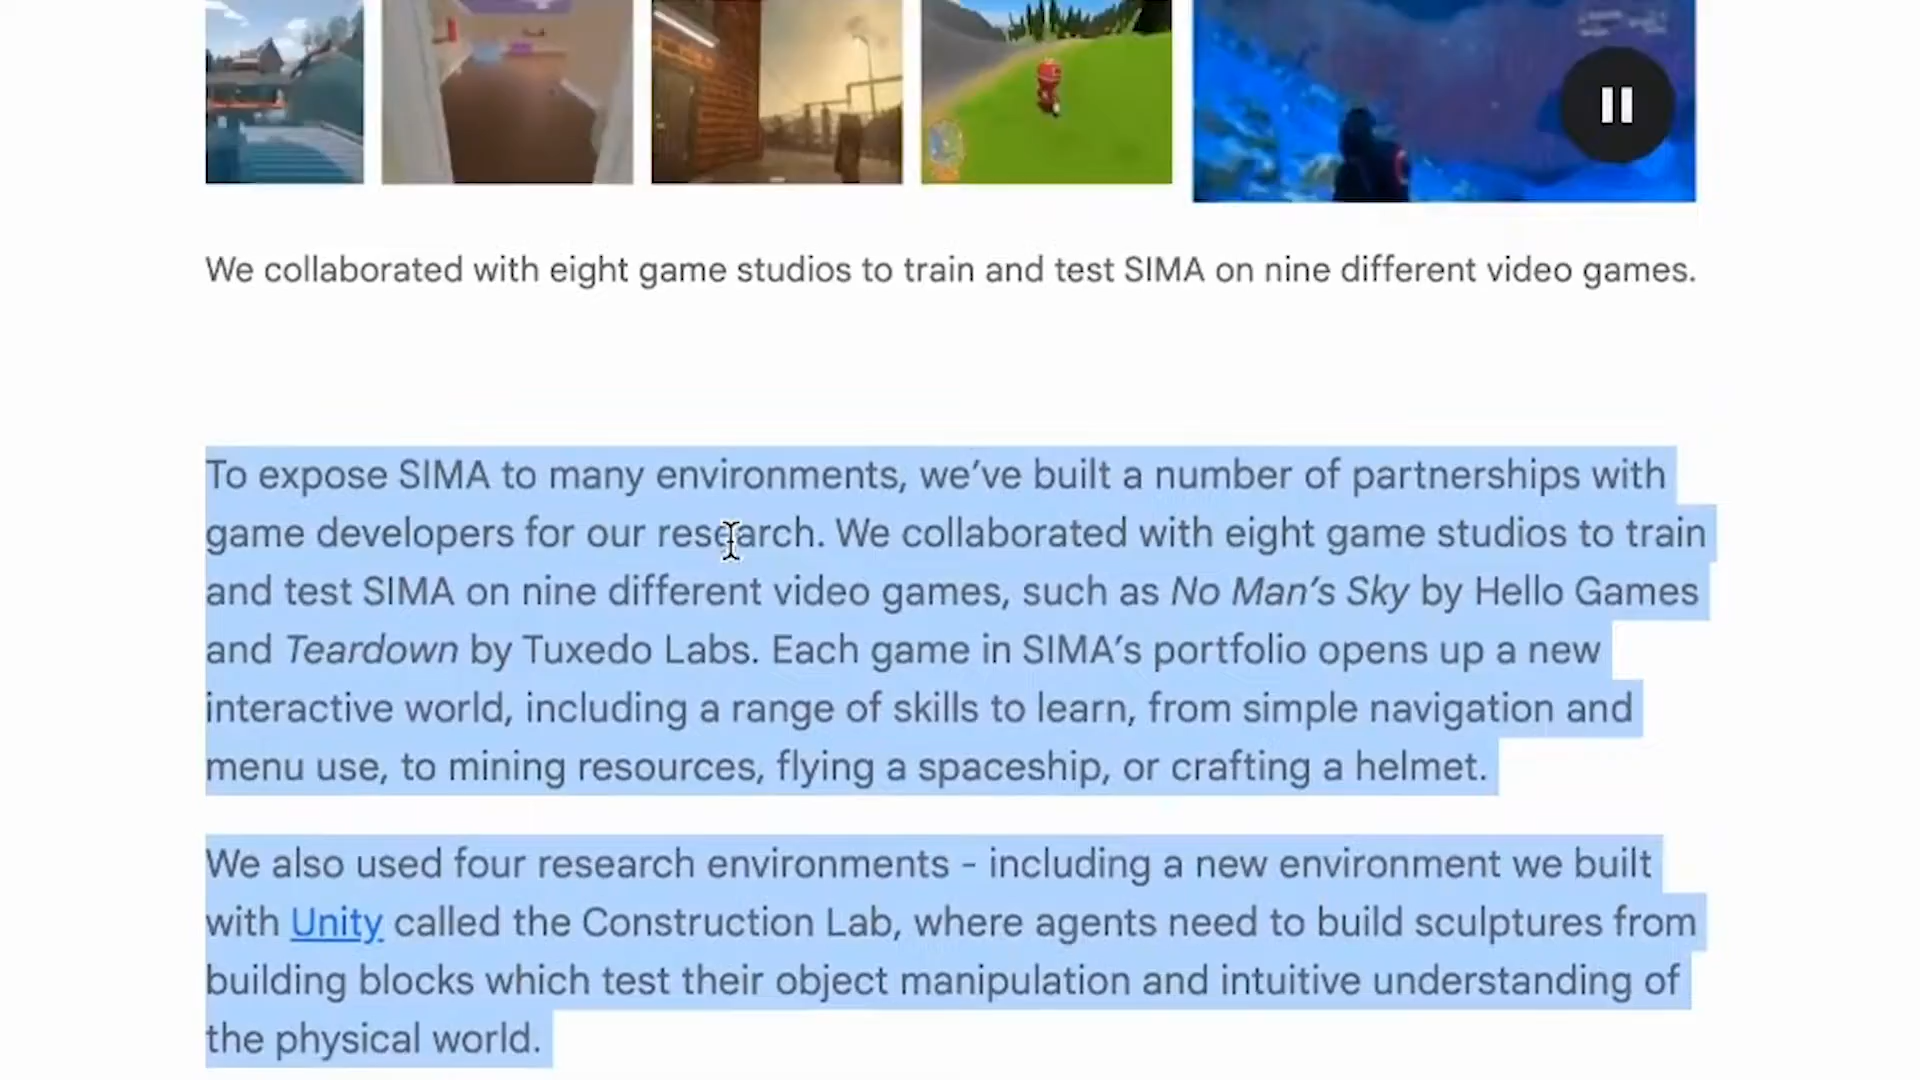 We collaborated with eight game studios to train and test SIMA on nine different video games.
To expose SIMA to many environments, we’ve built a number of partnerships with
game developers for our research. We collaborated with eight game studios to train
and test SIMA on nine different video games, such as No Man’s Sky by Hello Games
and Teardown by Tuxedo Labs. Each game in SIMA’s portfolio opens up a new
interactive world, including a range of skills to learn, from simple navigation and
menu use, to mining resources, flying a spaceship, or crafting a helmet.
We also used four research environments - including a new environment we built
with Unity called the Construction Lab, where agents need to build sculptures from
building blocks which test their object manipulation and intuitive understanding of
the physical world.